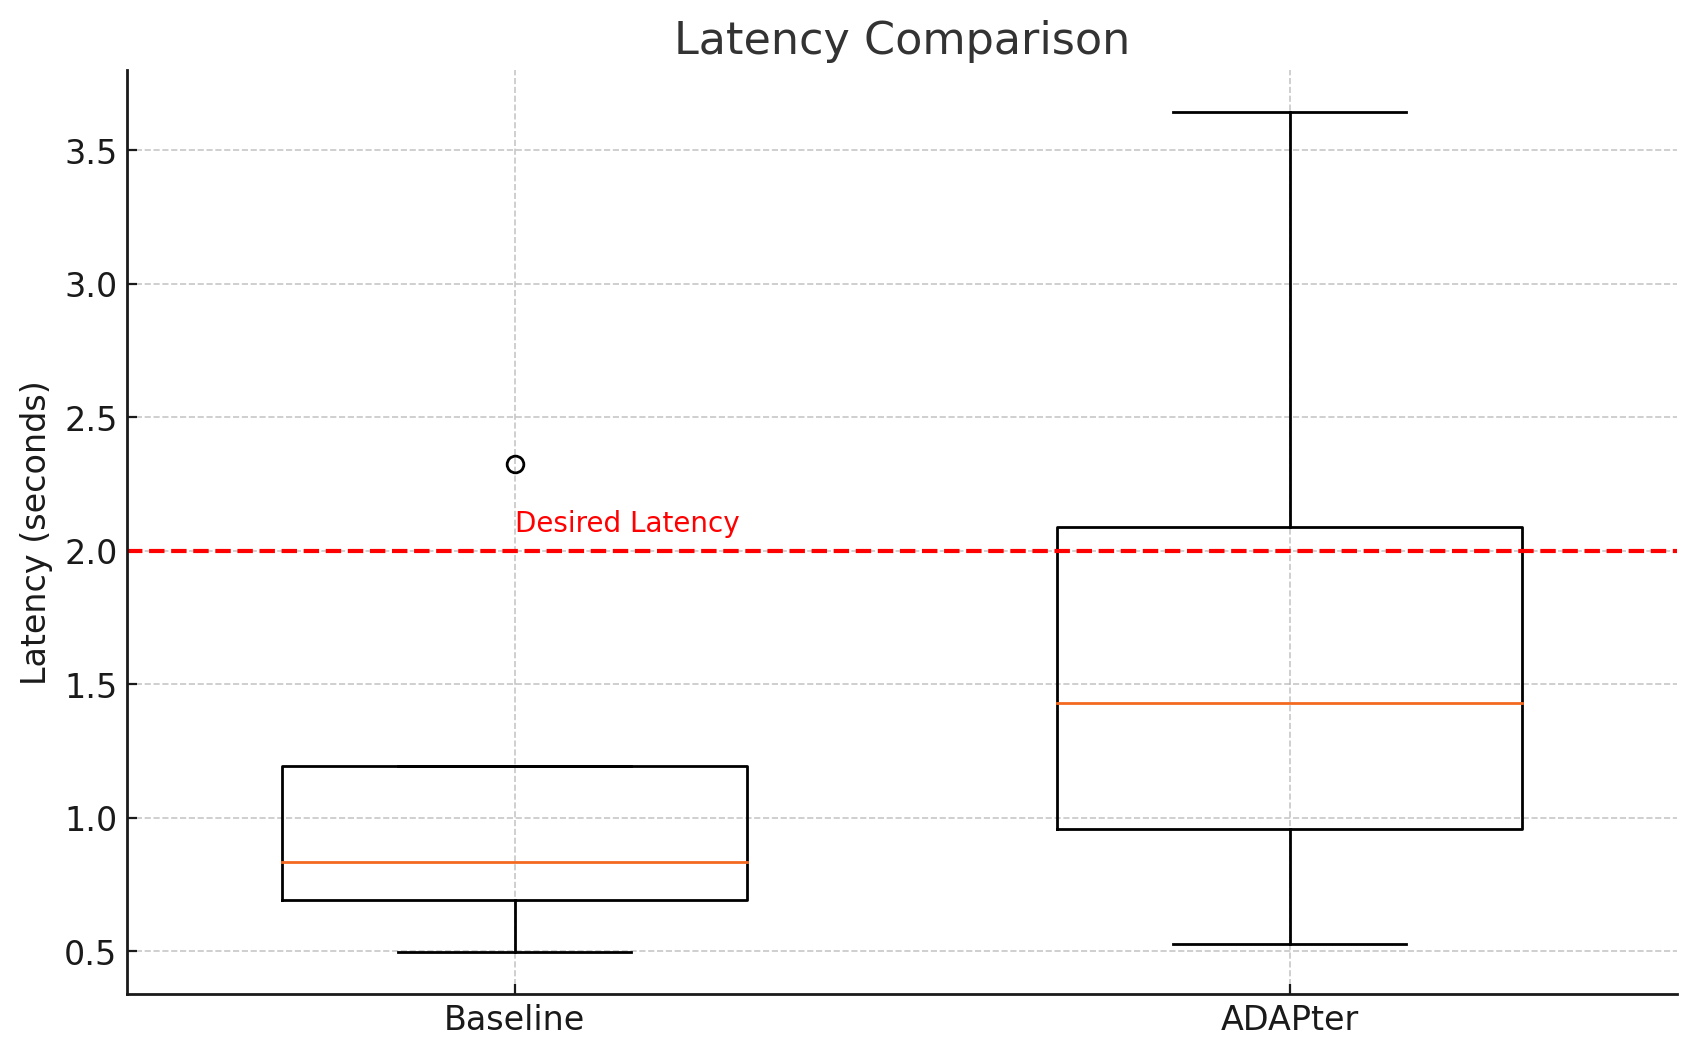 Latency Comparison
Latency (seconds)
3.5
3.0
2.5
Desired Latency
2.0
1.5
1.0
0.5
Baseline
ADAPter